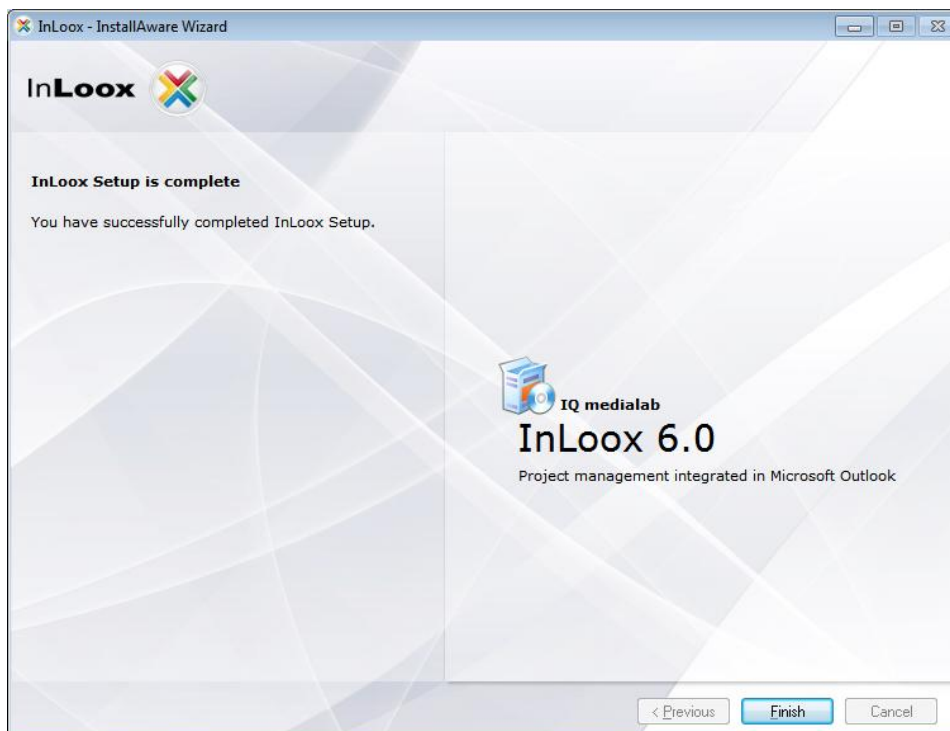 InLoox - InstallAware Wizard
InLoox
InLoox Setup is complete
You have successfully completed InLoox Setup.
IQ medialab
InLoox 6.0
Project management integrated in Microsoft Outlook
< Previous
Finish
Cancel